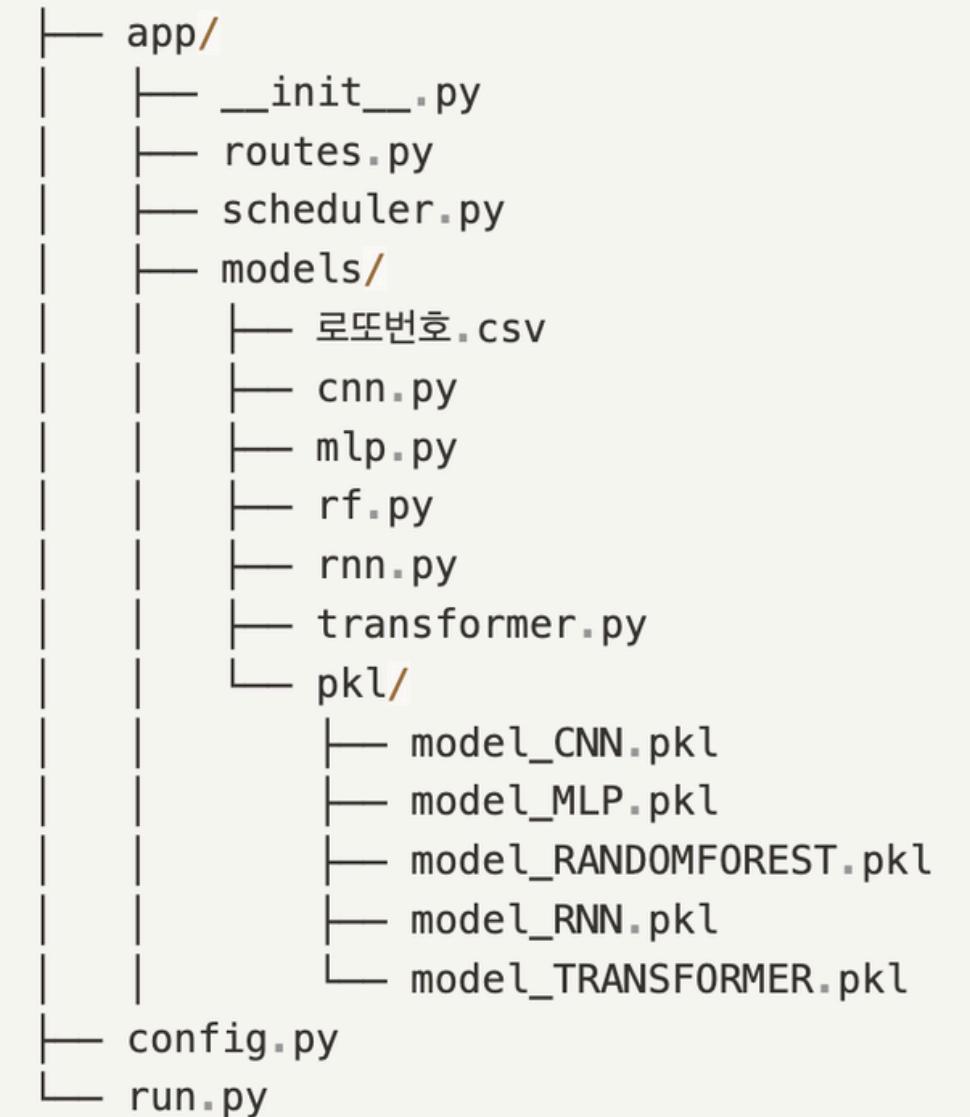 ├── app/
│   ├── __init__.py
│   ├── routes.py
│   ├── scheduler.py
│   ├── models/
│   │   ├── 로또번호.csv
│   │   ├── cnn.py
│   │   ├── mlp.py
│   │   ├── rf.py
│   │   ├── rnn.py
│   │   ├── transformer.py
│   │   └── pkl/
│   │       ├── model_CNN.pkl
│   │       ├── model_MLP.pkl
│   │       ├── model_RANDOMFOREST.pkl
│   │       ├── model_RNN.pkl
│   │       └── model_TRANSFORMER.pkl
├── config.py
└── run.py